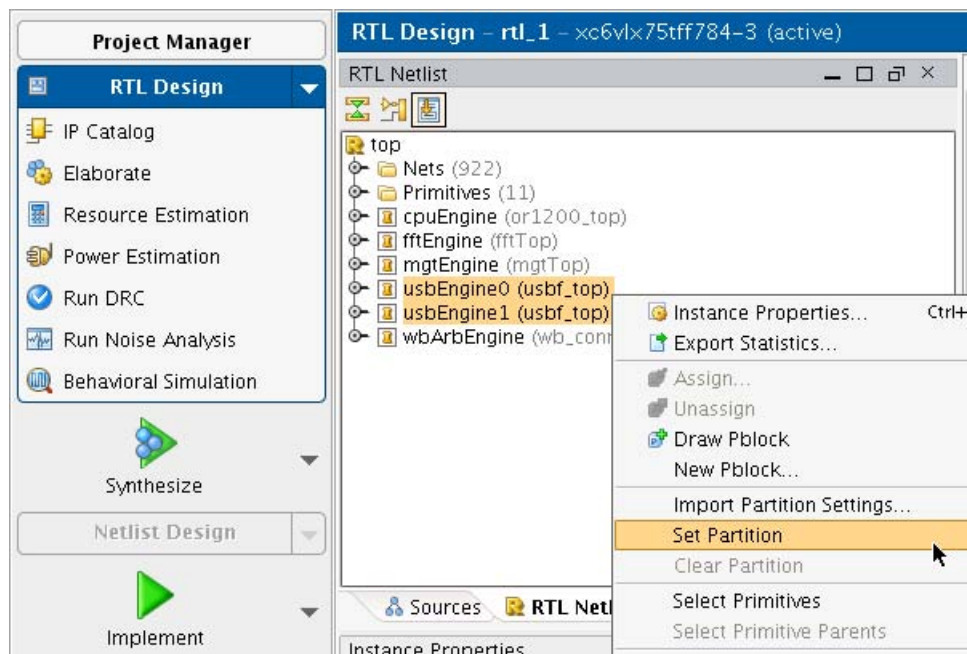 Project Manager
RTL Design
IP Catalog
Elaborate
Resource Estimation
Power Estimation
Run DRC
Run Noise Analysis
Behavioral Simulation
Synthesize
Netlist Design
Implement
RTL Design - rtl_1 - xc6vlx75tff784-3 (active)
RTL Netlist
top
Nets (922)
Primitives (11)
cpuEngine (or1200_top)
fftEngine (fftTop)
mgtEngine (mgtTop)
usbEngine0 (usbf_top)
usbEngine1 (usbf_top)
wbArbEngine (wb_conn
Sources RTL Netl
Instance Properties
Instance Properties... Ctrl+
Export Statistics...
Assign...
Unassign
Draw Pblock
New Pblock...
Import Partition Settings...
Set Partition
Clear Partition
Select Primitives
Select Primitive Parents